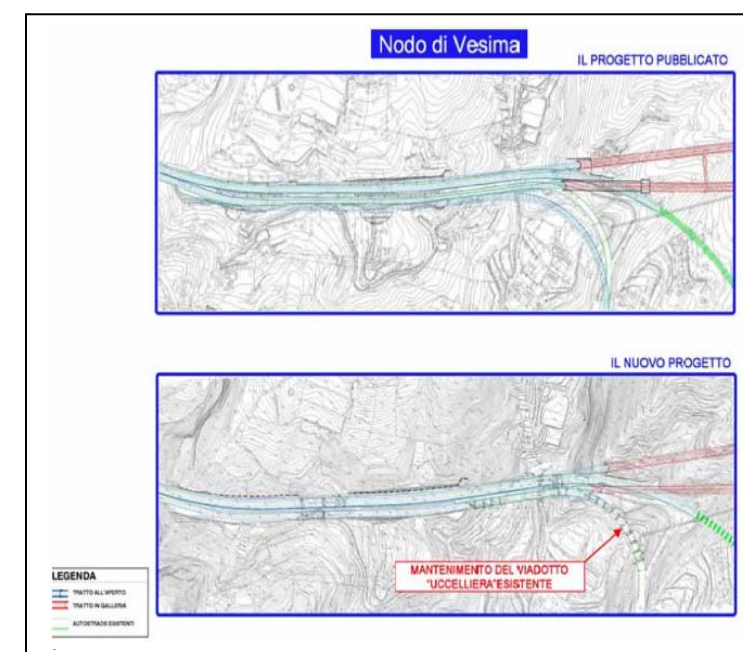 Nodo di Vesima
IL PROGETTO PUBBLICATO
IL NUOVO PROGETTO
MANTENIMENTO DEL VIADOTTO
"UCCELLIERA"ESISTENTE
LEGENDA
TRATTO ALL'APERTO
TRATTO IN GALLERIA
AUTOSTRADE ESISTENTI